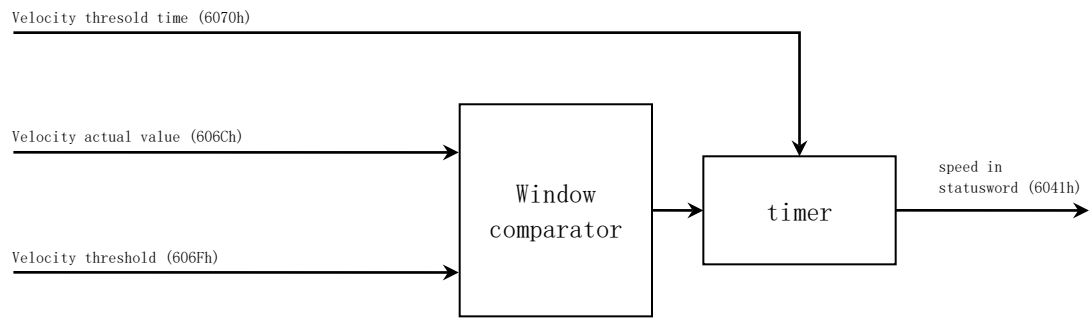 Velocity thresold time (6070h)
Velocity actual value (606Ch)
Velocity threshold (606Fh)
Window
comparator
timer
speed in
statusword (6041h)